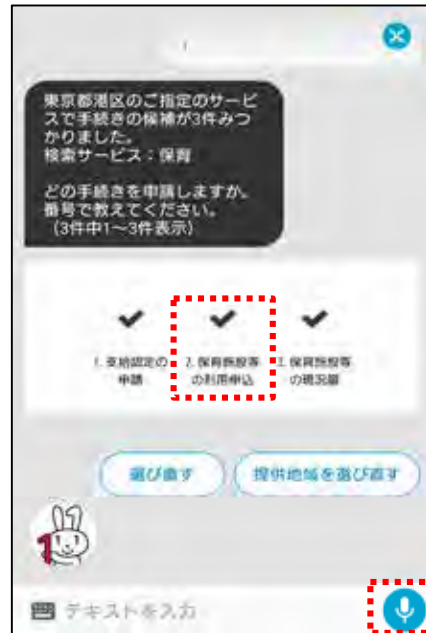 東京都港区のご指定のサービ
スで手続きの候補が3件みつ
かりました。
検索サービス：保育
どの手続きを申請しますか。
番号で教えてください。
（3件中1～3件表示）
1. 支給認定の
申請
2. 保育施設等
の利用申込
3. 保育施設等
の現況届
選び直す
提供地域を選び直す
テキストを入力